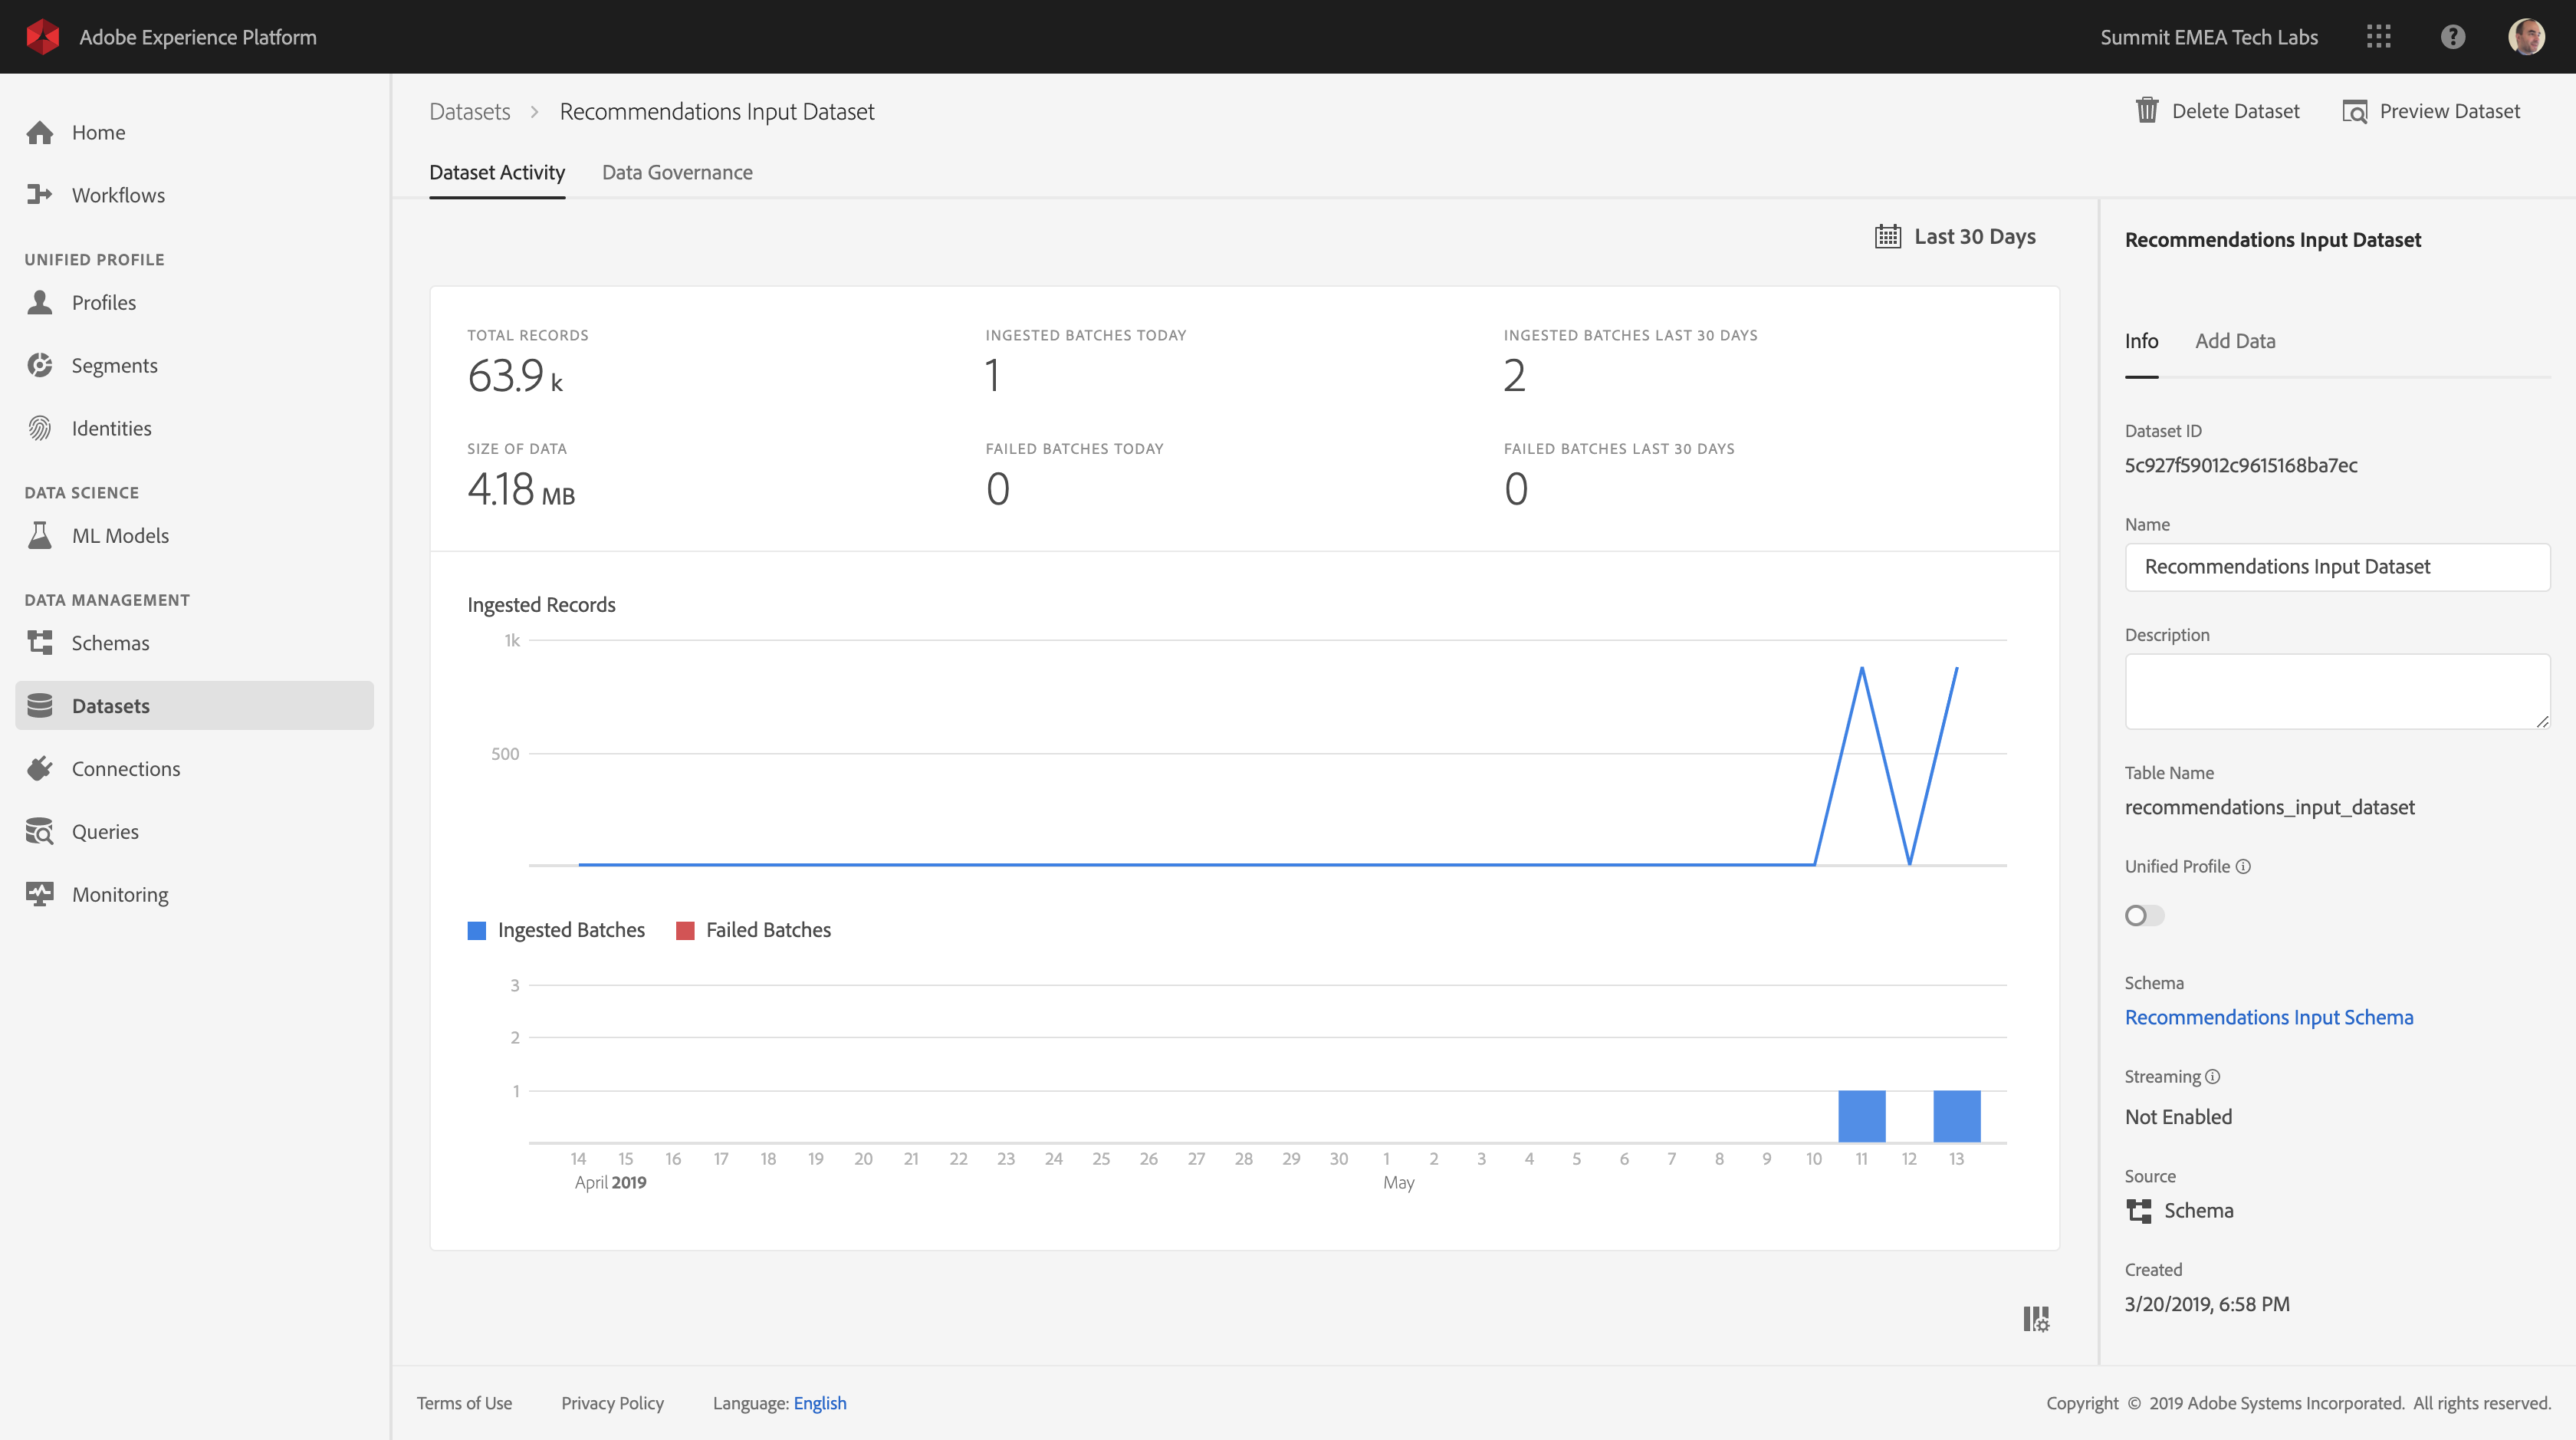 Adobe Experience Platform
Summit EMEA Tech Labs
Home
Workflows
UNIFIED PROFILE
Profiles
Segments
Identities
DATA SCIENCE
ML Models
DATA MANAGEMENT
Schemas
Datasets
Connections
Queries
Monitoring
Datasets > Recommendations Input Dataset
Delete Dataset
Preview Dataset
Dataset Activity Data Governance
Last 30 Days
TOTAL RECORDS
63.9 k
INGESTED BATCHES TODAY
1
INGESTED BATCHES LAST 30 DAYS
2
SIZE OF DATA
4.18 MB
FAILED BATCHES TODAY
0
FAILED BATCHES LAST 30 DAYS
0
Ingested Records
1k
500
Ingested Batches Failed Batches
3
2
1
14 15 16 17 18 19 20 21 22 23 24 25 26 27 28 29 30 1 2 3 4 5 6 7 8 9 10 11 12 13
April 2019 May
Recommendations Input Dataset
Info Add Data
Dataset ID
5c927f59012c9615168ba7ec
Name
Recommendations Input Dataset
Description
Table Name
recommendations_input_dataset
Unified Profile
Schema
Recommendations Input Schema
Streaming
Not Enabled
Source
Schema
Created
3/20/2019, 6:58 PM
Terms of Use Privacy Policy Language: English
Copyright © 2019 Adobe Systems Incorporated. All rights reserved.